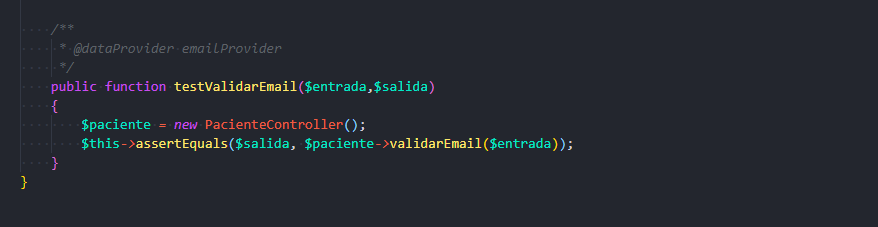 /**
 * @dataProvider emailProvider
 */
public function testValidarEmail($entrada,$salida)
{
    $paciente = new PacienteController();
    $this->assertEquals($salida, $paciente->validarEmail($entrada));
}
}